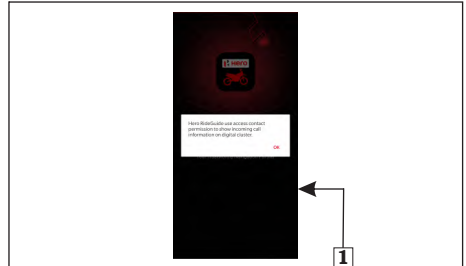 Hero
Hero RideGuide use access contact
permission to show incoming call
information on digital cluster.
OK
1